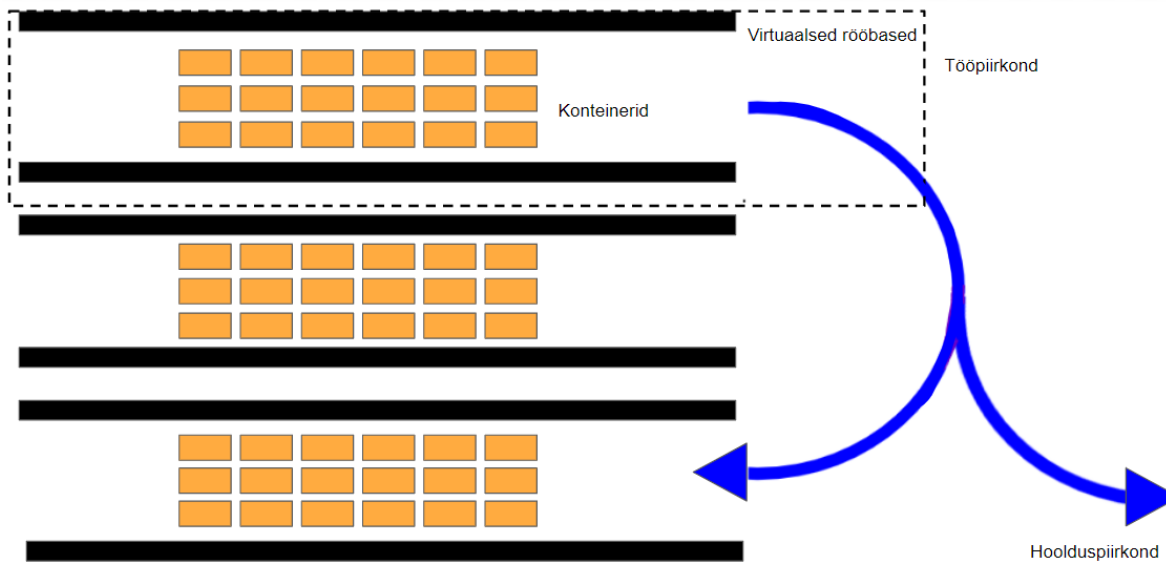 Virtuaalsed rööbased
Tööpiirkond
Konteinerid
Hoolduspiirkond